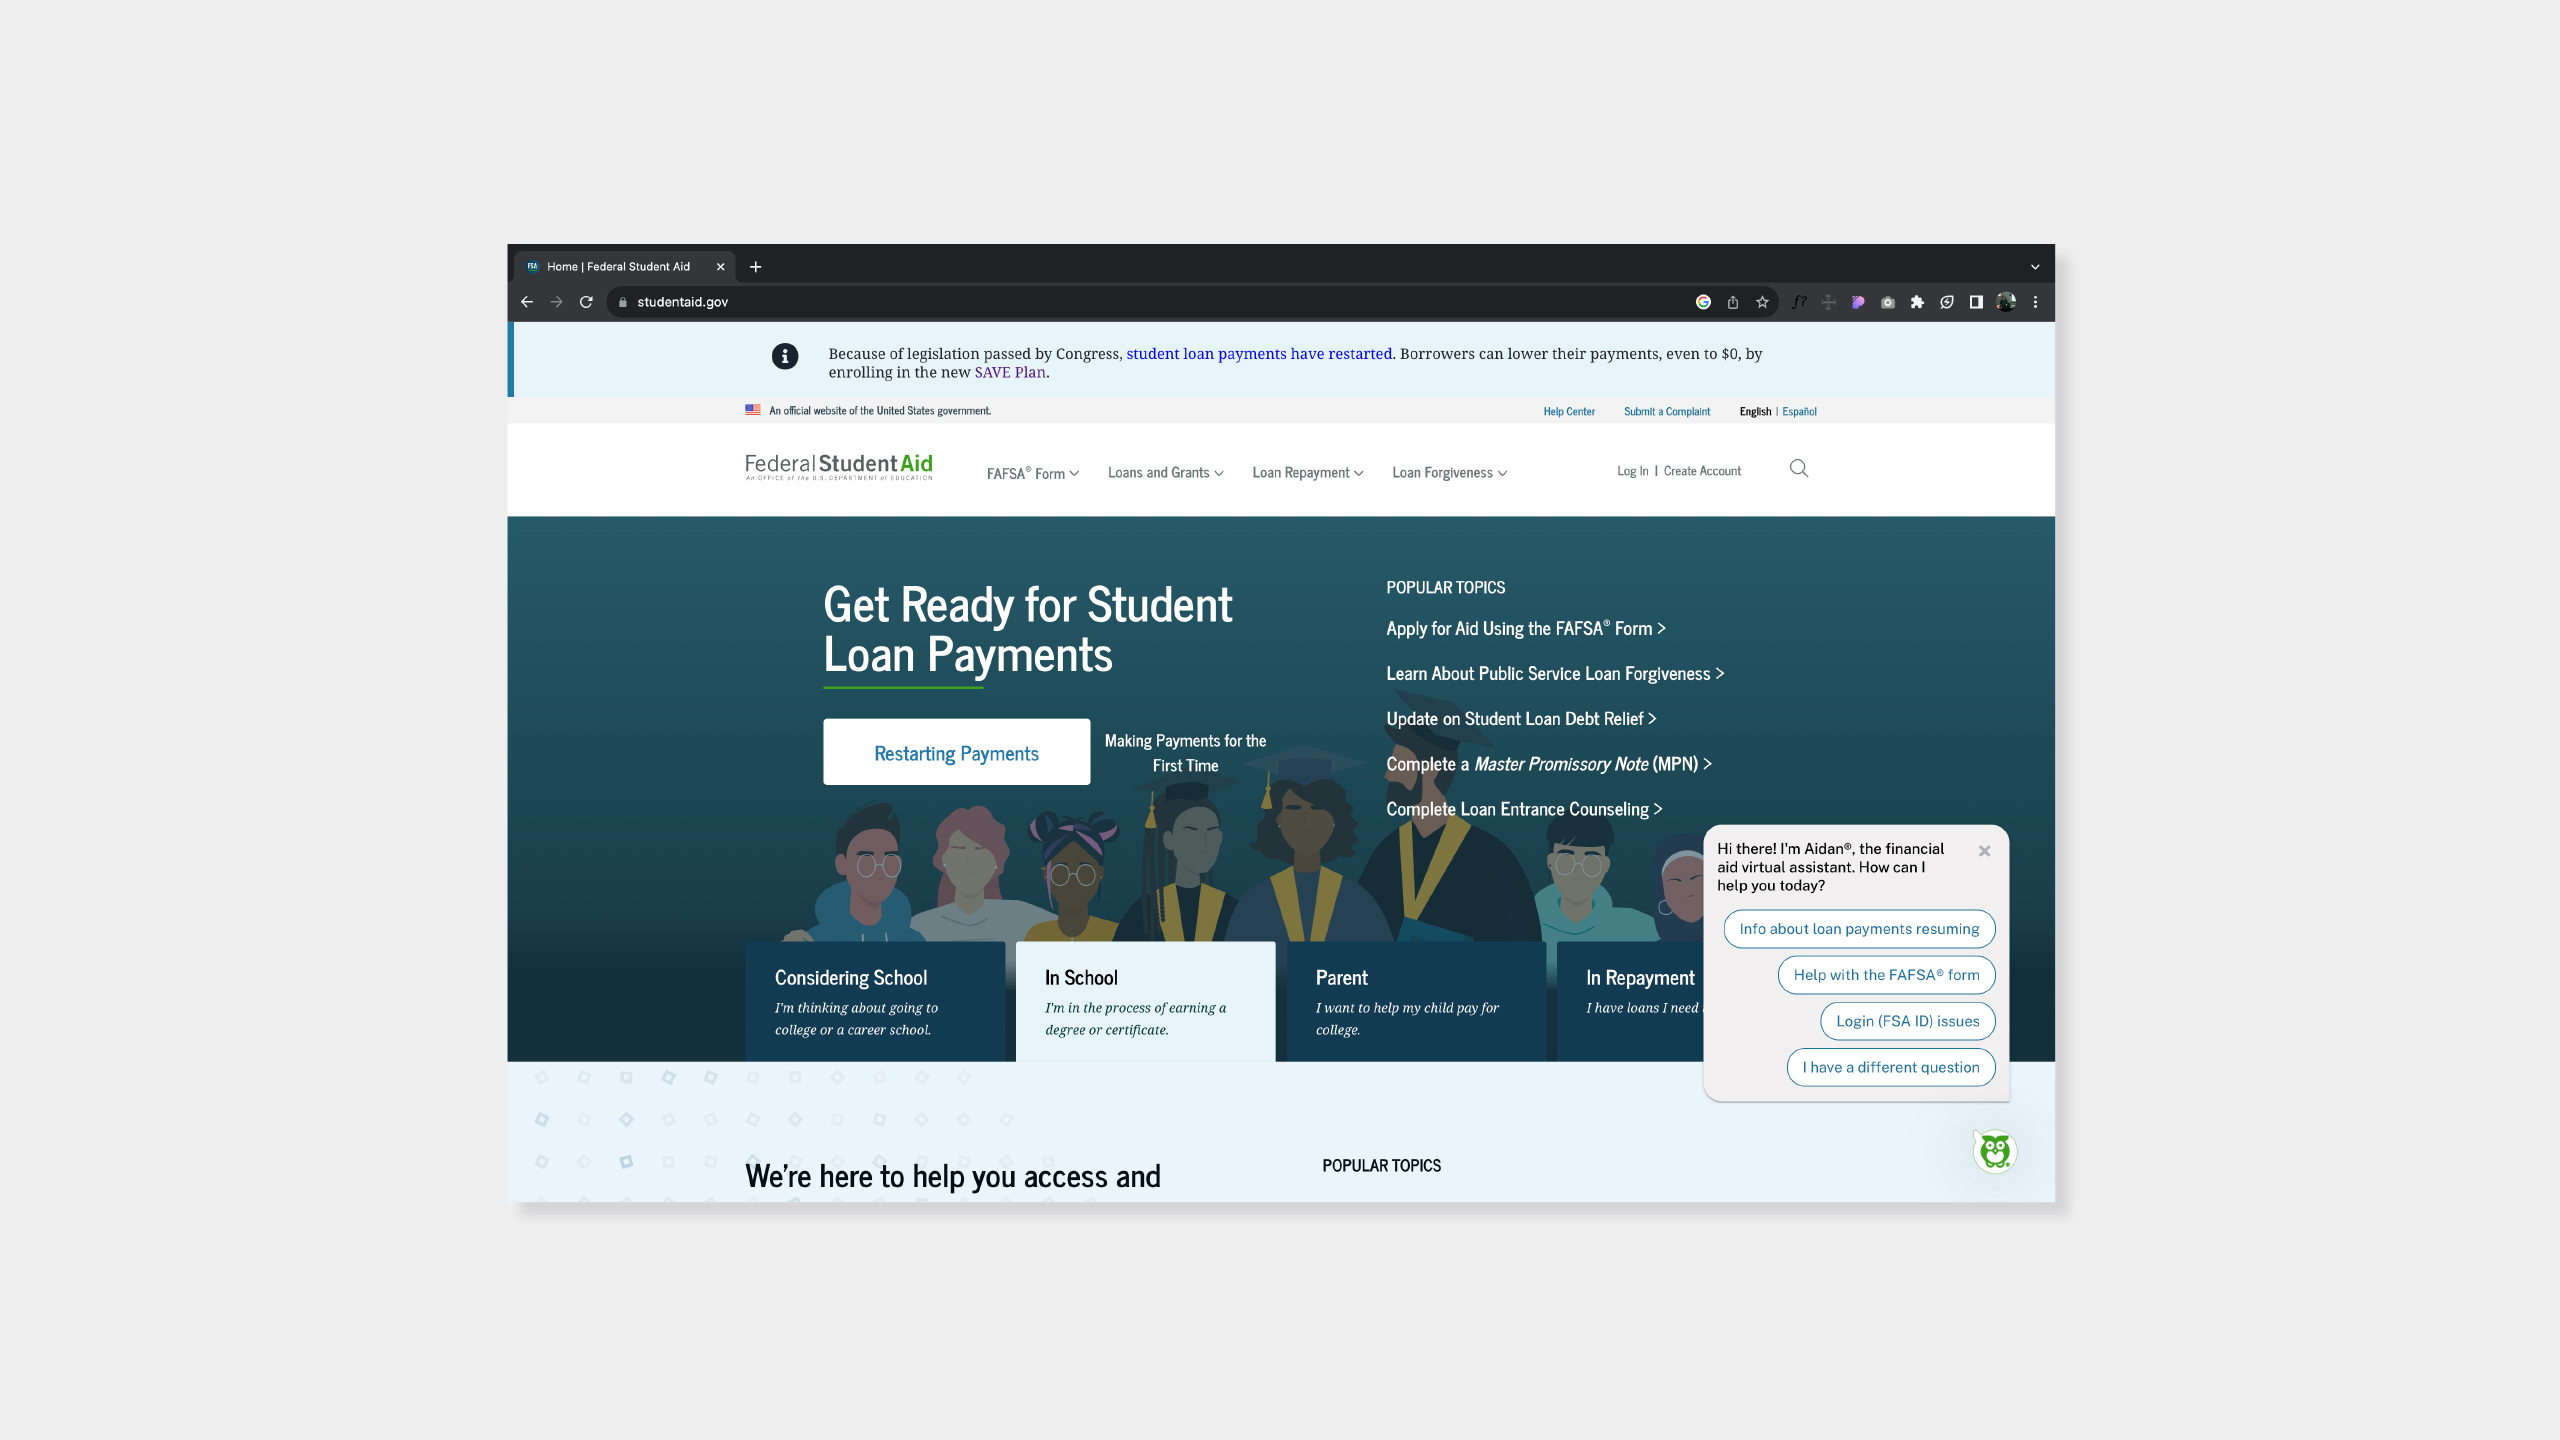 Home | Federal Student Aid
studentaid.gov
Because of legislation passed by Congress, student loan payments have restarted. Borrowers can lower their payments, even to $0, by
enrolling in the new SAVE Plan.
An official website of the United States government.
Help Center
Submit a Complaint
English | Español
Federal Student Aid
An OFFICE of the U.S. DEPARTMENT of EDUCATION
FAFSA® Form
Loans and Grants
Loan Repayment
Loan Forgiveness
Log In | Create Account
Get Ready for Student
Loan Payments
Restarting Payments
Making Payments for the
First Time
POPULAR TOPICS
Apply for Aid Using the FAFSA® Form >
Learn About Public Service Loan Forgiveness >
Update on Student Loan Debt Relief >
Complete a Master Promissory Note (MPN) >
Complete Loan Entrance Counseling >
Considering School
I'm thinking about going to
college or a career school.
In School
I'm in the process of earning a
degree or certificate.
Parent
I want to help my child pay for
college.
In Repayment
I have loans I need
Hi there! I'm Aidan®, the financial
aid virtual assistant. How can I
help you today?
Info about loan payments resuming
Help with the FAFSA® form
Login (FSA ID) issues
I have a different question
We're here to help you access and
POPULAR TOPICS